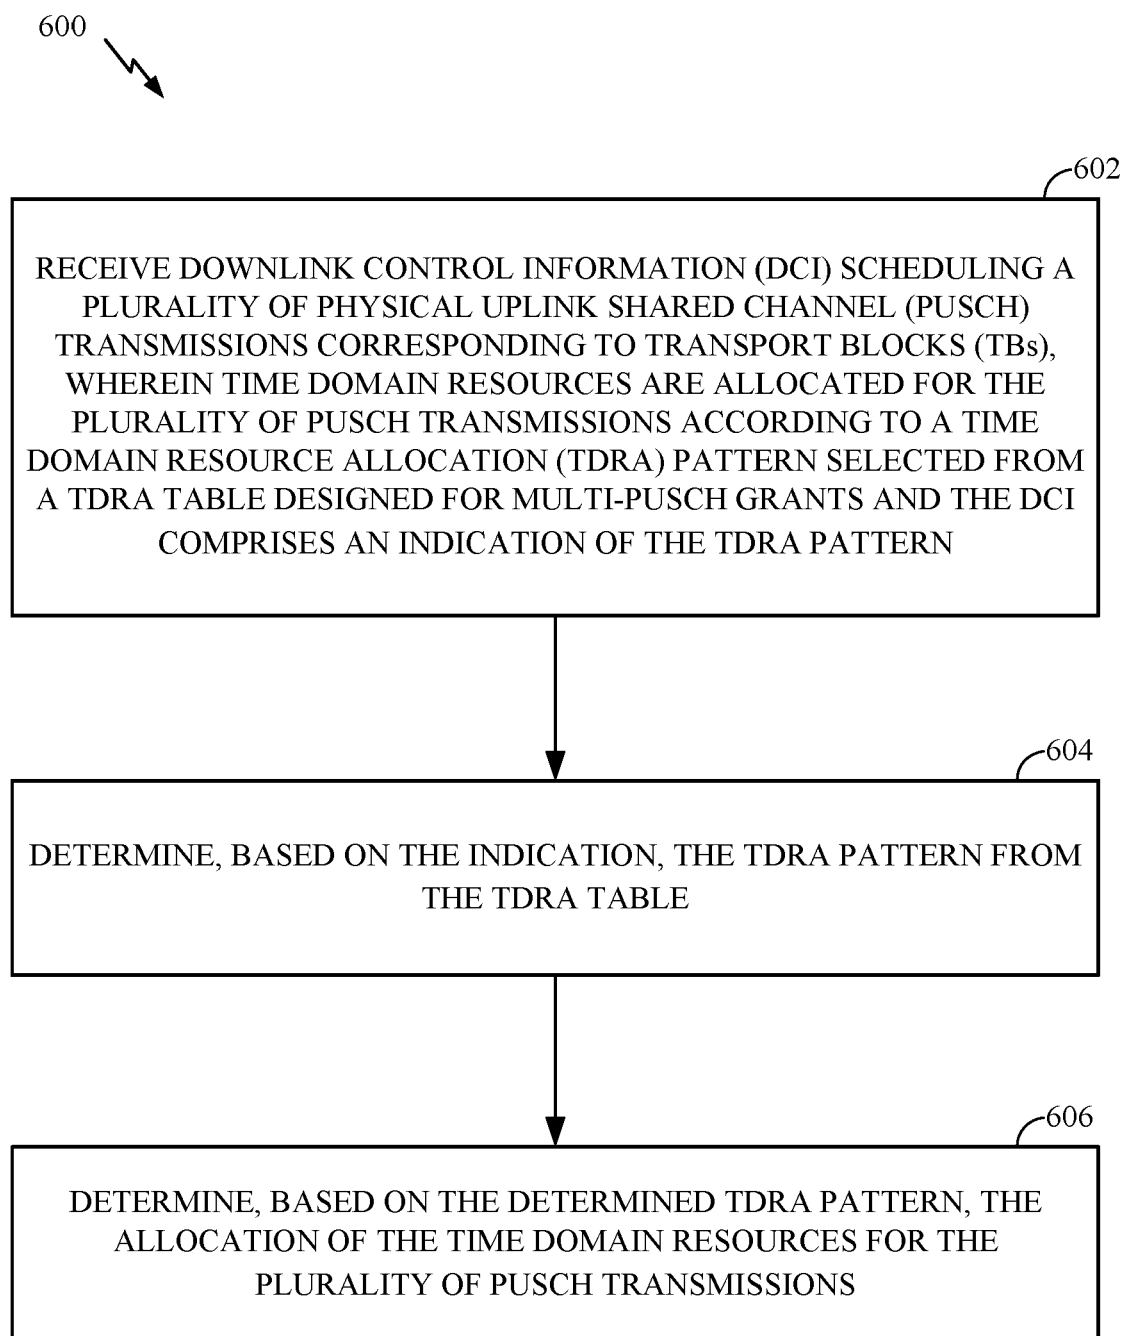 600
602
RECEIVE DOWNLINK CONTROL INFORMATION (DCI) SCHEDULING A
PLURALITY OF PHYSICAL UPLINK SHARED CHANNEL (PUSCH)
TRANSMISSIONS CORRESPONDING TO TRANSPORT BLOCKS (TBs),
WHEREIN TIME DOMAIN RESOURCES ARE ALLOCATED FOR THE
PLURALITY OF PUSCH TRANSMISSIONS ACCORDING TO A TIME
DOMAIN RESOURCE ALLOCATION (TDRA) PATTERN SELECTED FROM
A TDRA TABLE DESIGNED FOR MULTI-PUSCH GRANTS AND THE DCI
COMPRISES AN INDICATION OF THE TDRA PATTERN
604
DETERMINE, BASED ON THE INDICATION, THE TDRA PATTERN FROM
THE TDRA TABLE
606
DETERMINE, BASED ON THE DETERMINED TDRA PATTERN, THE
ALLOCATION OF THE TIME DOMAIN RESOURCES FOR THE
PLURALITY OF PUSCH TRANSMISSIONS